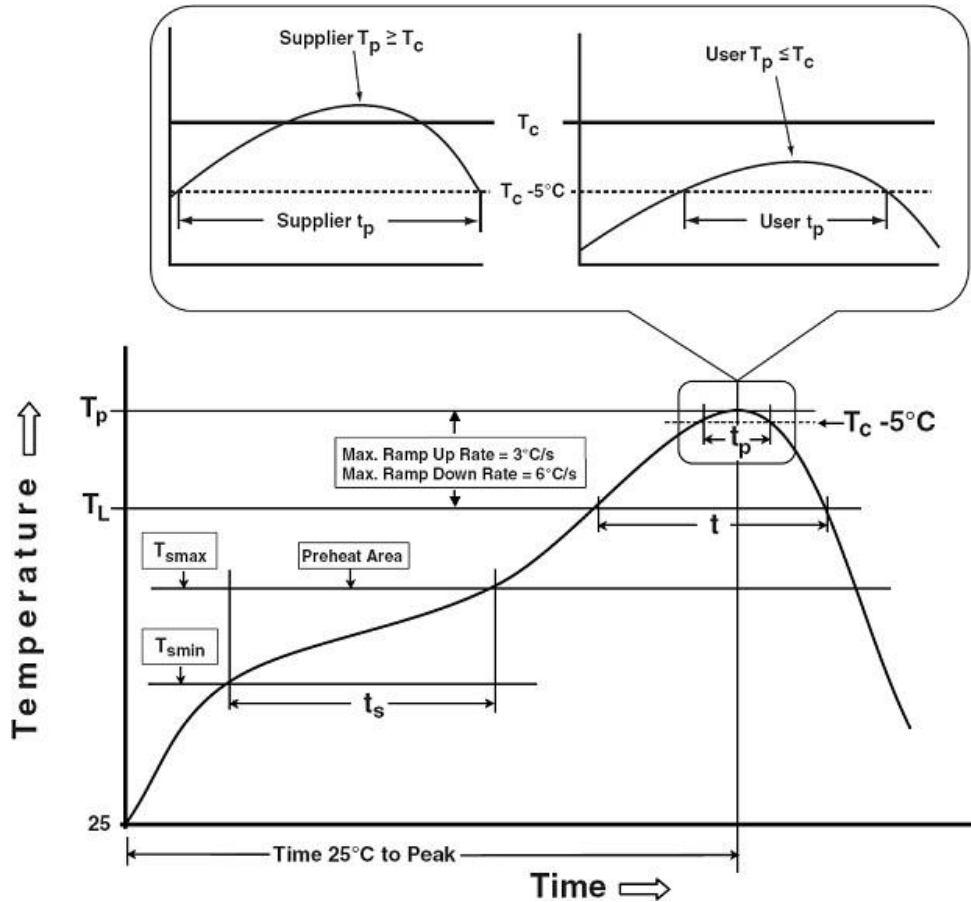 Supplier Tp ≥ Tc
User Tp ≤ Tc
Tc
Tc -5°C
Supplier tp
User tp
Tp
Tc -5°C
tp
Max. Ramp Up Rate = 3°C/s
Max. Ramp Down Rate = 6°C/s
TL
t
Tsmax
Preheat Area
Tsmin
ts
Temperature
25
Time 25°C to Peak
Time